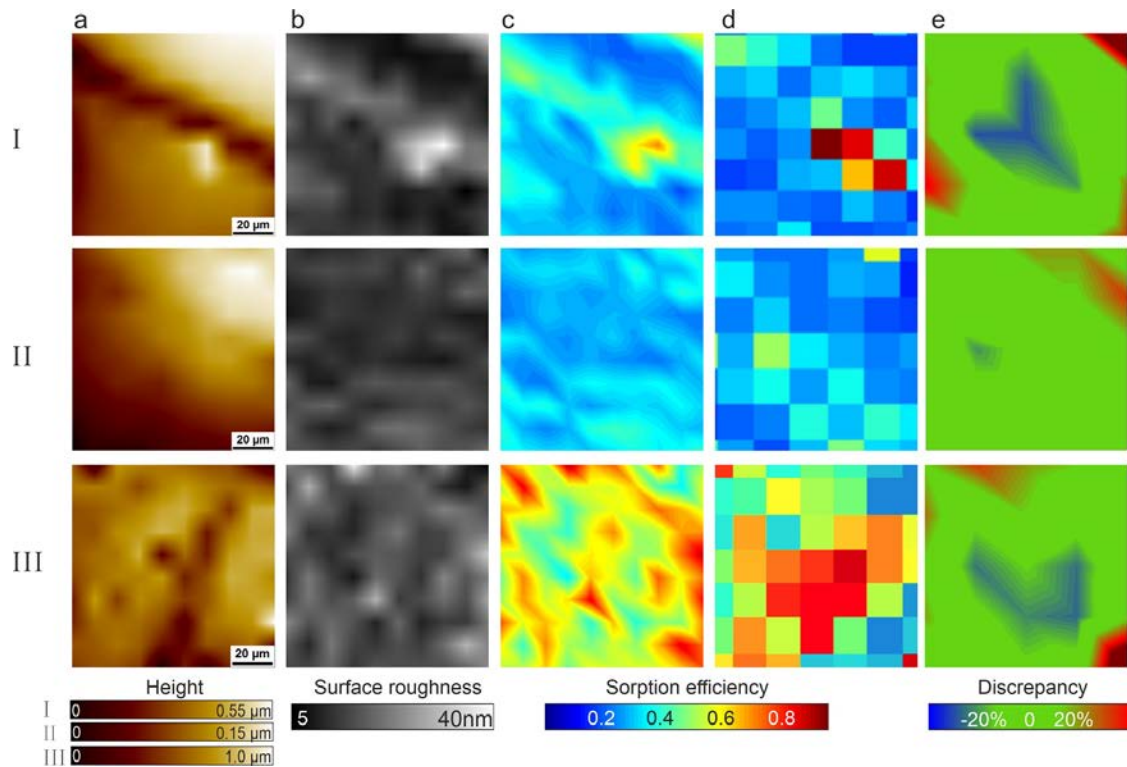 a b c d e
I
20 µm
II
20 µm
III
20 µm
Height Surface roughness Sorption efficiency Discrepancy
I 0 0.55 µm
II 0 0.15 µm
III 0 1.0 µm
5 40nm
0.2 0.4 0.6 0.8
-20% 0 20%